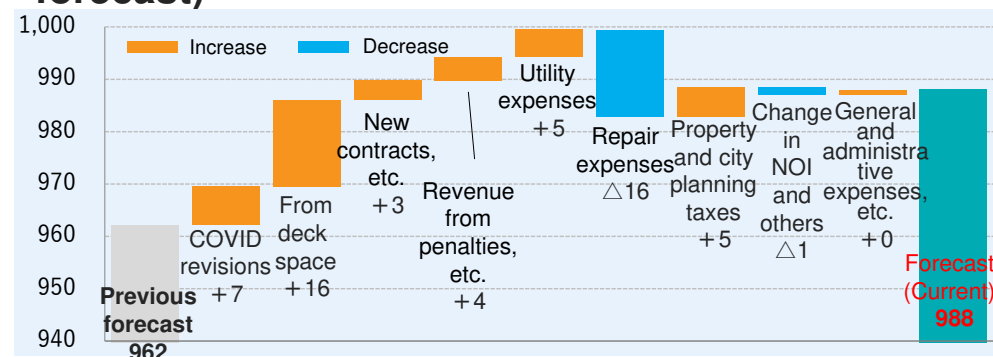 forecast)
1,000
990
980
970
960
950
940
Increase
Decrease
Previous
forecast
962
COVID
revisions
+7
From
deck
space
+16
New
contracts,
etc.
+3
Revenue
from
penalties,
etc.
+4
Utility
expenses
+5
Repair
expenses
△16
Property
and city
planning
taxes
+5
Change
in
NOI
and
others
△1
General
and
administra
tive
expenses,
etc.
+0
Forecast
(Current)
988